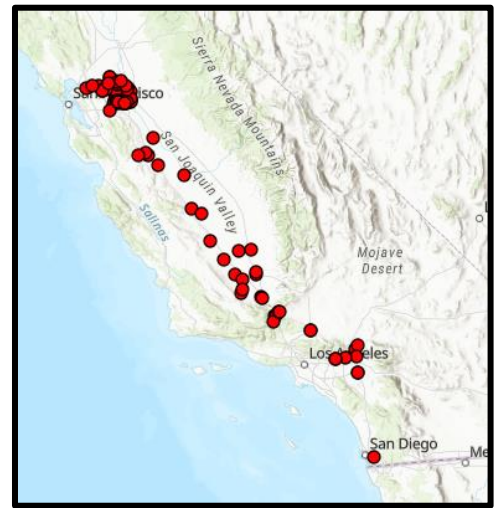 Sierra Nevada Mountains
San Francisco
San Joaquin Valley
Salinas
Mojave
Desert
Los Angeles
San Diego